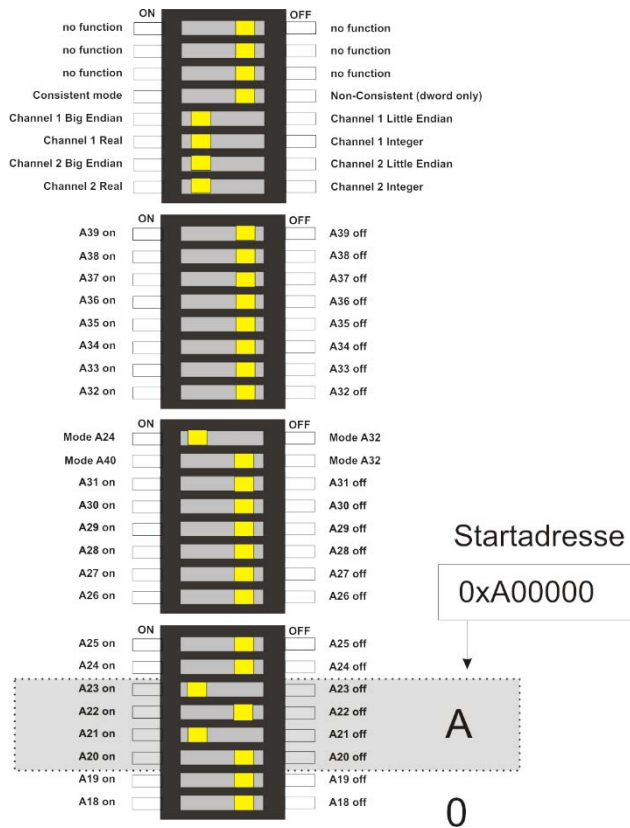 ON OFF
no function no function
no function no function
no function no function
Consistent mode Non-Consistent (dword only)
Channel 1 Big Endian Channel 1 Little Endian
Channel 1 Real Channel 1 Integer
Channel 2 Big Endian Channel 2 Little Endian
Channel 2 Real Channel 2 Integer
ON OFF
A39 on A39 off
A38 on A38 off
A37 on A37 off
A36 on A36 off
A35 on A35 off
A34 on A34 off
A33 on A33 off
A32 on A32 off
ON OFF
Mode A24 Mode A32
Mode A40 Mode A32
A31 on A31 off
A30 on A30 off
A29 on A29 off
A28 on A28 off
A27 on A27 off
A26 on A26 off
Startadresse
0xA00000
ON OFF
A25 on A25 off
A24 on A24 off
A23 on A23 off
A22 on A22 off
A
A21 on A21 off
A20 on A20 off
A19 on A19 off
A18 on A18 off
0